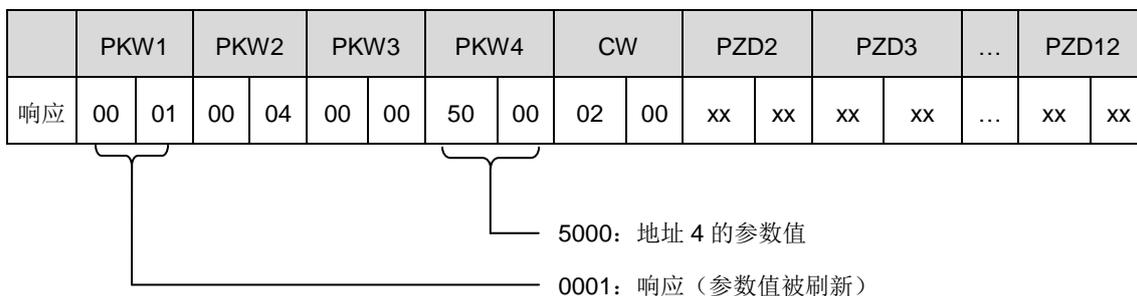 PKW1 PKW2 PKW3 PKW4 CW PZD2 PZD3 … PZD12
响应 00 01 00 04 00 00 50 00 02 00 xx xx xx xx … xx xx
5000：地址 4 的参数值
0001：响应（参数值被刷新）